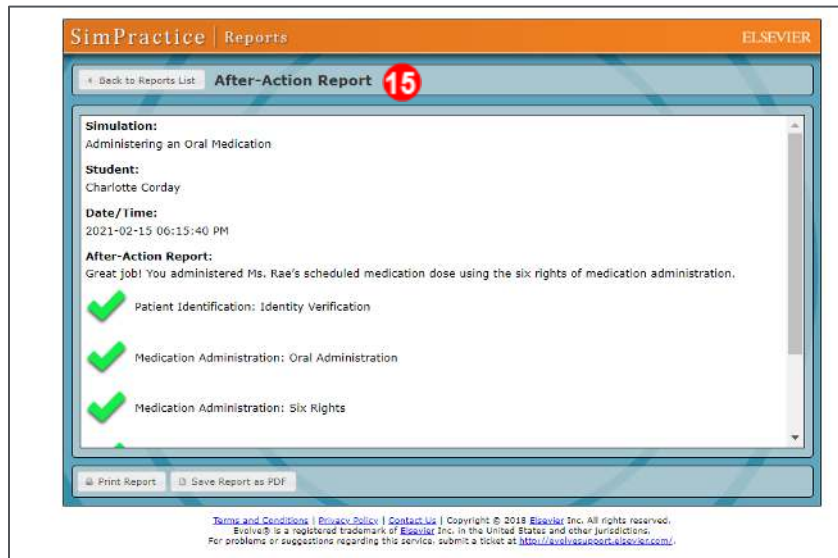 SimPractice | Reports
ELSEVIER
Back to Reports List
After-Action Report
15
Simulation:
Administering an Oral Medication
Student:
Charlotte Corday
Date/Time:
2021-02-15 06:15:40 PM
After-Action Report:
Great job! You administered Ms. Rae's scheduled medication dose using the six rights of medication administration.
Patient Identification: Identity Verification
Medication Administration: Oral Administration
Medication Administration: Six Rights
Print Report
Save Report as PDF
Terms and Conditions | Privacy Policy | Contact Us | Copyright © 2018 Elsevier Inc. All rights reserved.
Evolve® is a registered trademark of Elsevier Inc. in the United States and other jurisdictions.
For problems or suggestions regarding this service, submit a ticket at http://evolvesupport.elsevier.com/.